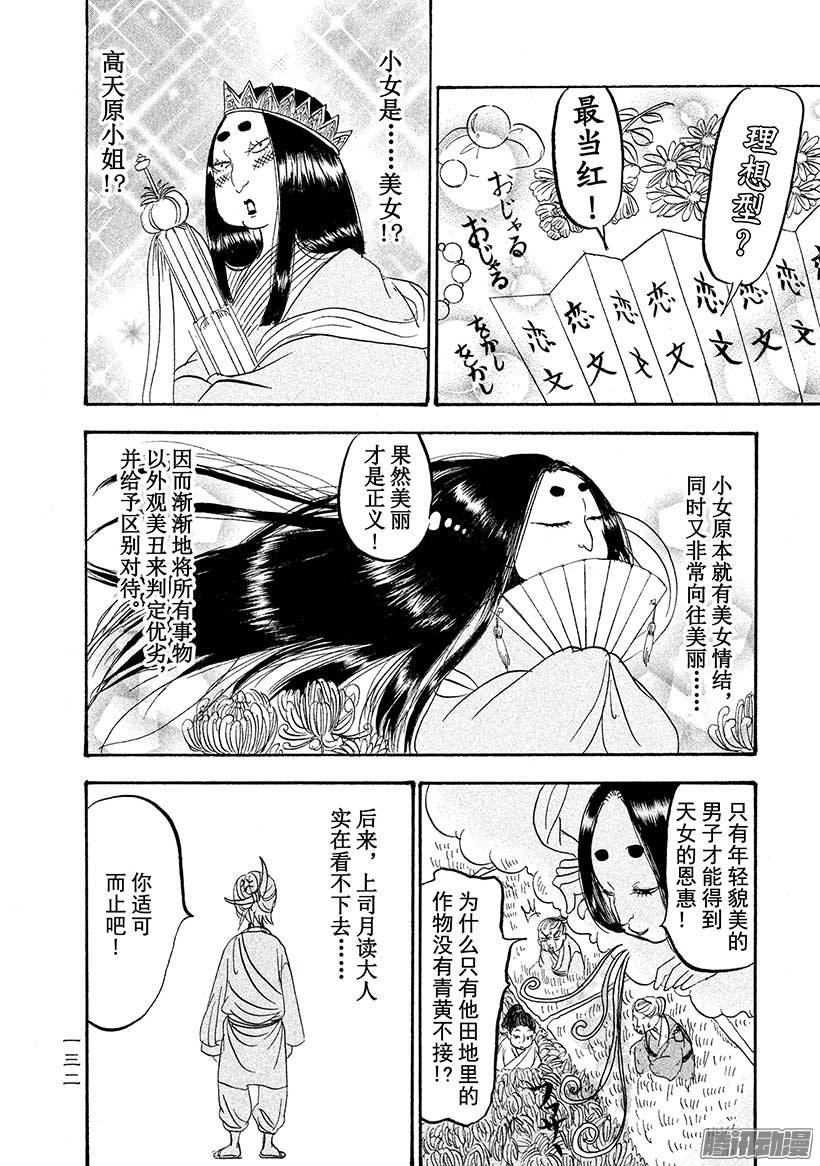 理想型？
最当红！
おじゃる
おじゃる
をかし
をかし
恋文
恋文
恋文
恋文
恋文
恋文
恋文
小女是……美女！？
高天原小姐！？
小女原本就有美女情结，
同时又非常向往美丽……
果然美丽
才是正义！
因而渐渐地将所有事物
以外观美丑来判定优劣，
并给予区别对待。
只有年轻貌美的
男子才能得到
天女的恩惠！
为什么只有他田地里的
作物没有青黄不接！？
后来，上司月读大人
实在看不下去……
你适可
而止吧！
一三二
腾讯动漫